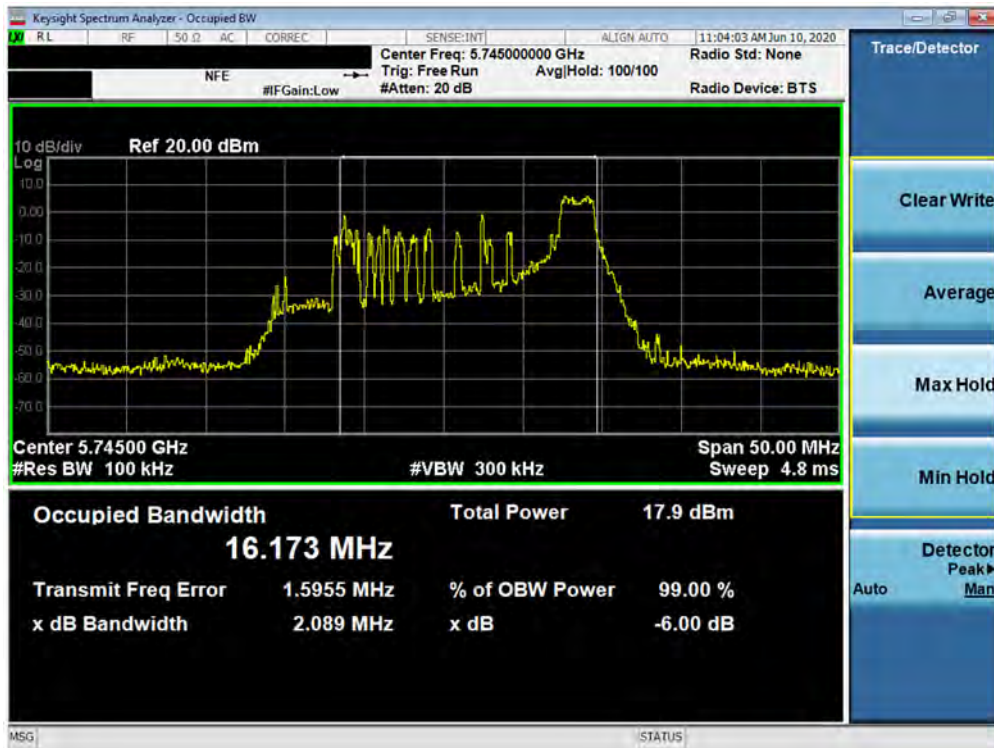 Keysight Spectrum Analyzer - Occupied BW
LXI RL RF 50 Ω AC CORREC SENSE:INT ALIGN AUTO 11:04:03 AM Jun 10, 2020
Center Freq: 5.745000000 GHz Radio Std: None
NFE Trig: Free Run Avg|Hold: 100/100
#IFGain:Low #Atten: 20 dB Radio Device: BTS
Trace/Detector
10 dB/div Ref 20.00 dBm
Log
10.0
0.00
-10.0
-20.0
-30.0
-40.0
-50.0
-60.0
-70.0
Center 5.74500 GHz Span 50.00 MHz
#Res BW 100 kHz #VBW 300 kHz Sweep 4.8 ms
Occupied Bandwidth Total Power 17.9 dBm
16.173 MHz
Transmit Freq Error 1.5955 MHz % of OBW Power 99.00 %
x dB Bandwidth 2.089 MHz x dB -6.00 dB
Clear Write
Average
Max Hold
Min Hold
Detector
Peak
Auto Man
MSG STATUS